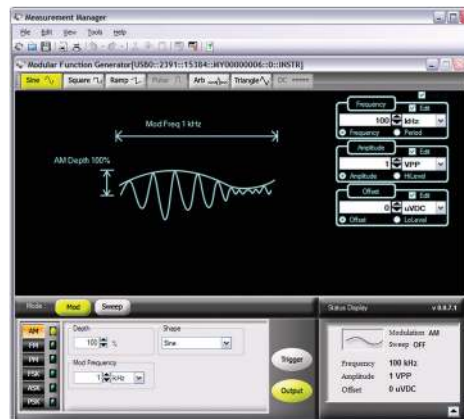 Measurement Manager
File Edit View Tools Help
Modular Function Generator[USB0::2391::15384::MY00000006::0::INSTR]
Sine Square Ramp Pulse Arb Triangle DC
Mod Freq 1 kHz
AM Depth 100%
Frequency
Edit
100 kHz
Frequency Period
Amplitude
Edit
1 VPP
Amplitude HiLevel
Offset
Edit
0 uVDC
Offset LoLevel
Mode : Mod Sweep
Status Display v 0.8.7.1
AM
FM
PM
FSK
ASK
PSK
Depth
100 %
Shape
Sine
Mod Frequency
1 kHz
Trigger
Output
Modulation AM
Sweep OFF
Frequency 100 kHz
Amplitude 1 VPP
Offset 0 uVDC